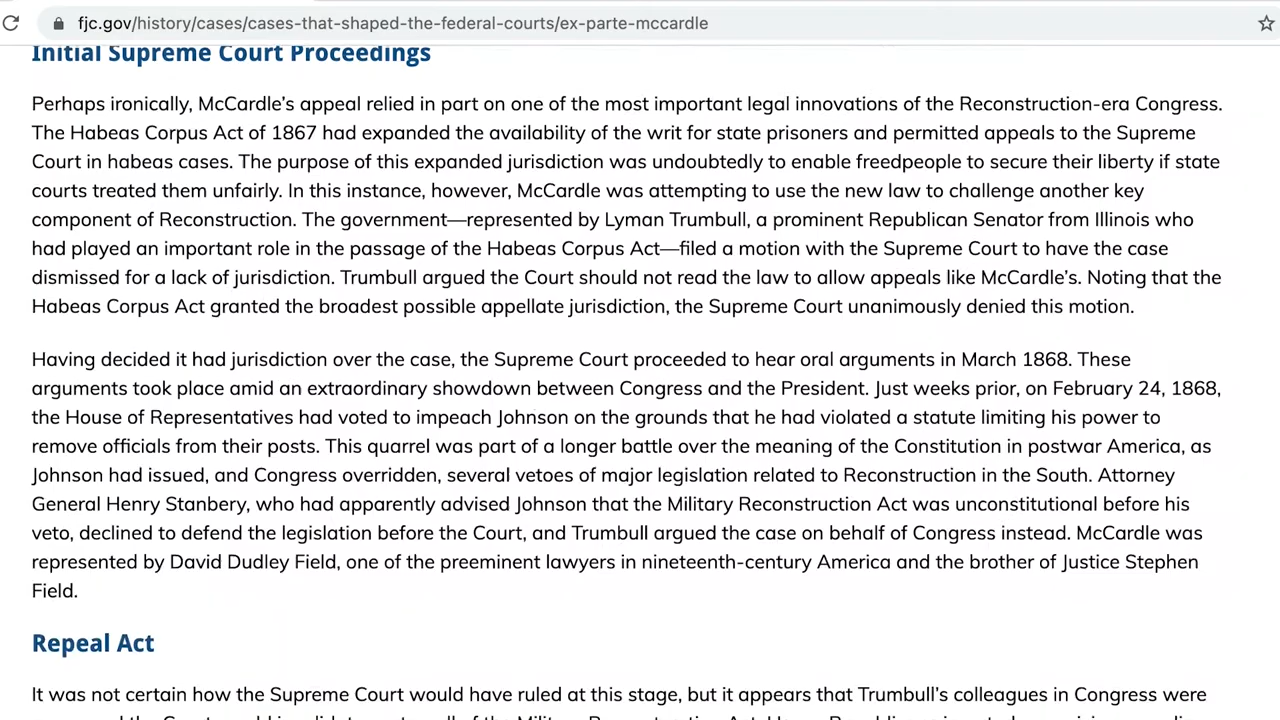 fjc.gov/history/cases/cases-that-shaped-the-federal-courts/ex-parte-mccardle
Initial Supreme Court Proceedings
Perhaps ironically, McCardle’s appeal relied in part on one of the most important legal innovations of the Reconstruction-era Congress.
The Habeas Corpus Act of 1867 had expanded the availability of the writ for state prisoners and permitted appeals to the Supreme
Court in habeas cases. The purpose of this expanded jurisdiction was undoubtedly to enable freedpeople to secure their liberty if state
courts treated them unfairly. In this instance, however, McCardle was attempting to use the new law to challenge another key
component of Reconstruction. The government—represented by Lyman Trumbull, a prominent Republican Senator from Illinois who
had played an important role in the passage of the Habeas Corpus Act—filed a motion with the Supreme Court to have the case
dismissed for a lack of jurisdiction. Trumbull argued the Court should not read the law to allow appeals like McCardle’s. Noting that the
Habeas Corpus Act granted the broadest possible appellate jurisdiction, the Supreme Court unanimously denied this motion.
Having decided it had jurisdiction over the case, the Supreme Court proceeded to hear oral arguments in March 1868. These
arguments took place amid an extraordinary showdown between Congress and the President. Just weeks prior, on February 24, 1868,
the House of Representatives had voted to impeach Johnson on the grounds that he had violated a statute limiting his power to
remove officials from their posts. This quarrel was part of a longer battle over the meaning of the Constitution in postwar America, as
Johnson had issued, and Congress overridden, several vetoes of major legislation related to Reconstruction in the South. Attorney
General Henry Stanbery, who had apparently advised Johnson that the Military Reconstruction Act was unconstitutional before his
veto, declined to defend the legislation before the Court, and Trumbull argued the case on behalf of Congress instead. McCardle was
represented by David Dudley Field, one of the preeminent lawyers in nineteenth-century America and the brother of Justice Stephen
Field.
Repeal Act
It was not certain how the Supreme Court would have ruled at this stage, but it appears that Trumbull’s colleagues in Congress were